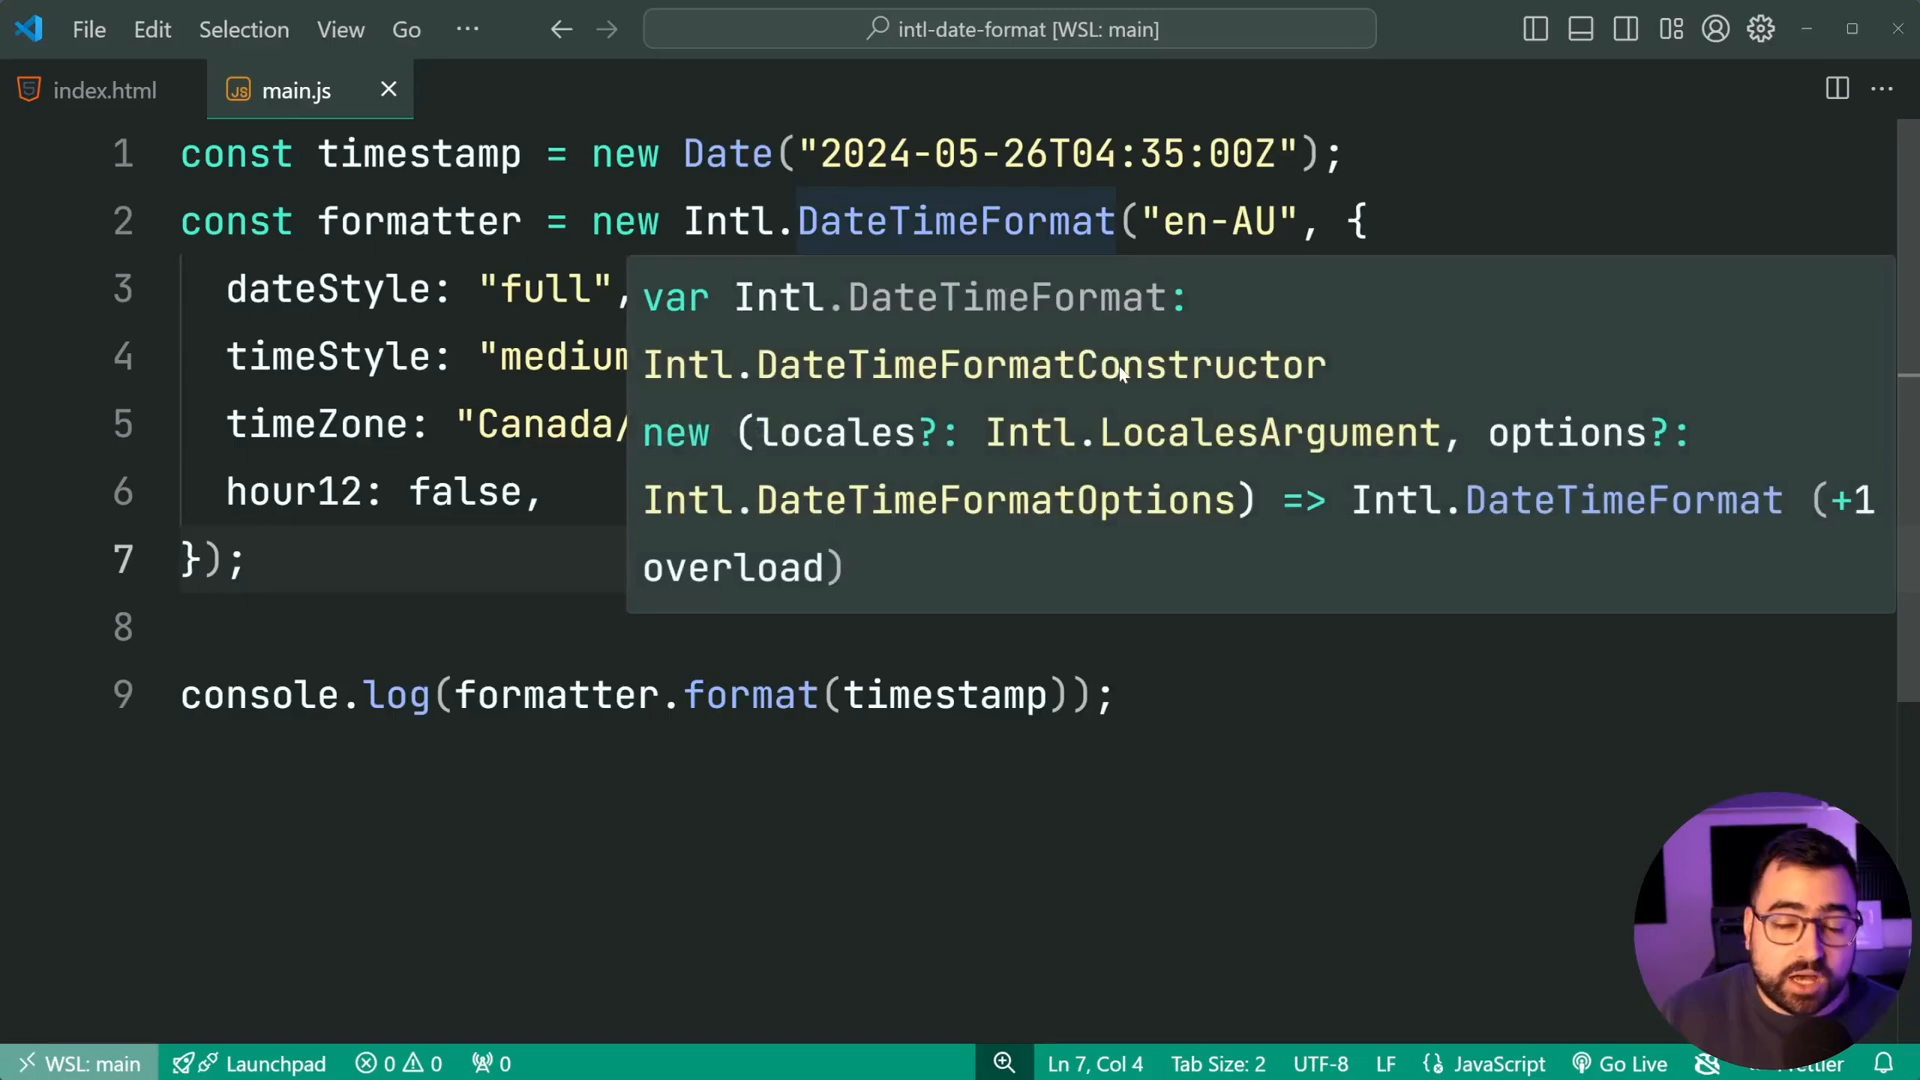 File Edit Selection View Go ··· intl-date-format [WSL: main]
index.html JS main.js
1 const timestamp = new Date("2024-05-26T04:35:00Z");
2 const formatter = new Intl.DateTimeFormat("en-AU", {
3 dateStyle: "full",
4 timeStyle: "medium
5 timeZone: "Canada/
6 hour12: false,
7 });
8
9 console.log(formatter.format(timestamp));
var Intl.DateTimeFormat:
Intl.DateTimeFormatConstructor
new (locales?: Intl.LocalesArgument, options?:
Intl.DateTimeFormatOptions) => Intl.DateTimeFormat (+1
overload)
WSL: main Launchpad 0 0 0 Ln 7, Col 4 Tab Size: 2 UTF-8 LF {} JavaScript Go Live Prettier